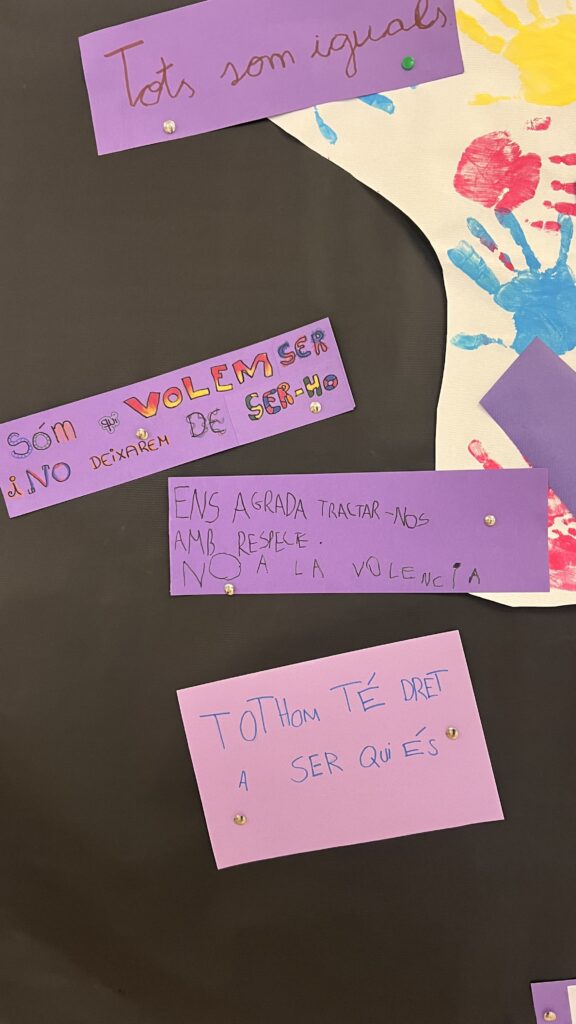 Tots som iguals.
SÓM qui VOLEM SER
i NO DEIXAREM DE SER-HO
ENS AGRADA TRACTAR-NOS
AMB RESPECE.
NO A LA VOLENCIA
TOTHOM TÉ DRET
A SER QUI ÉS